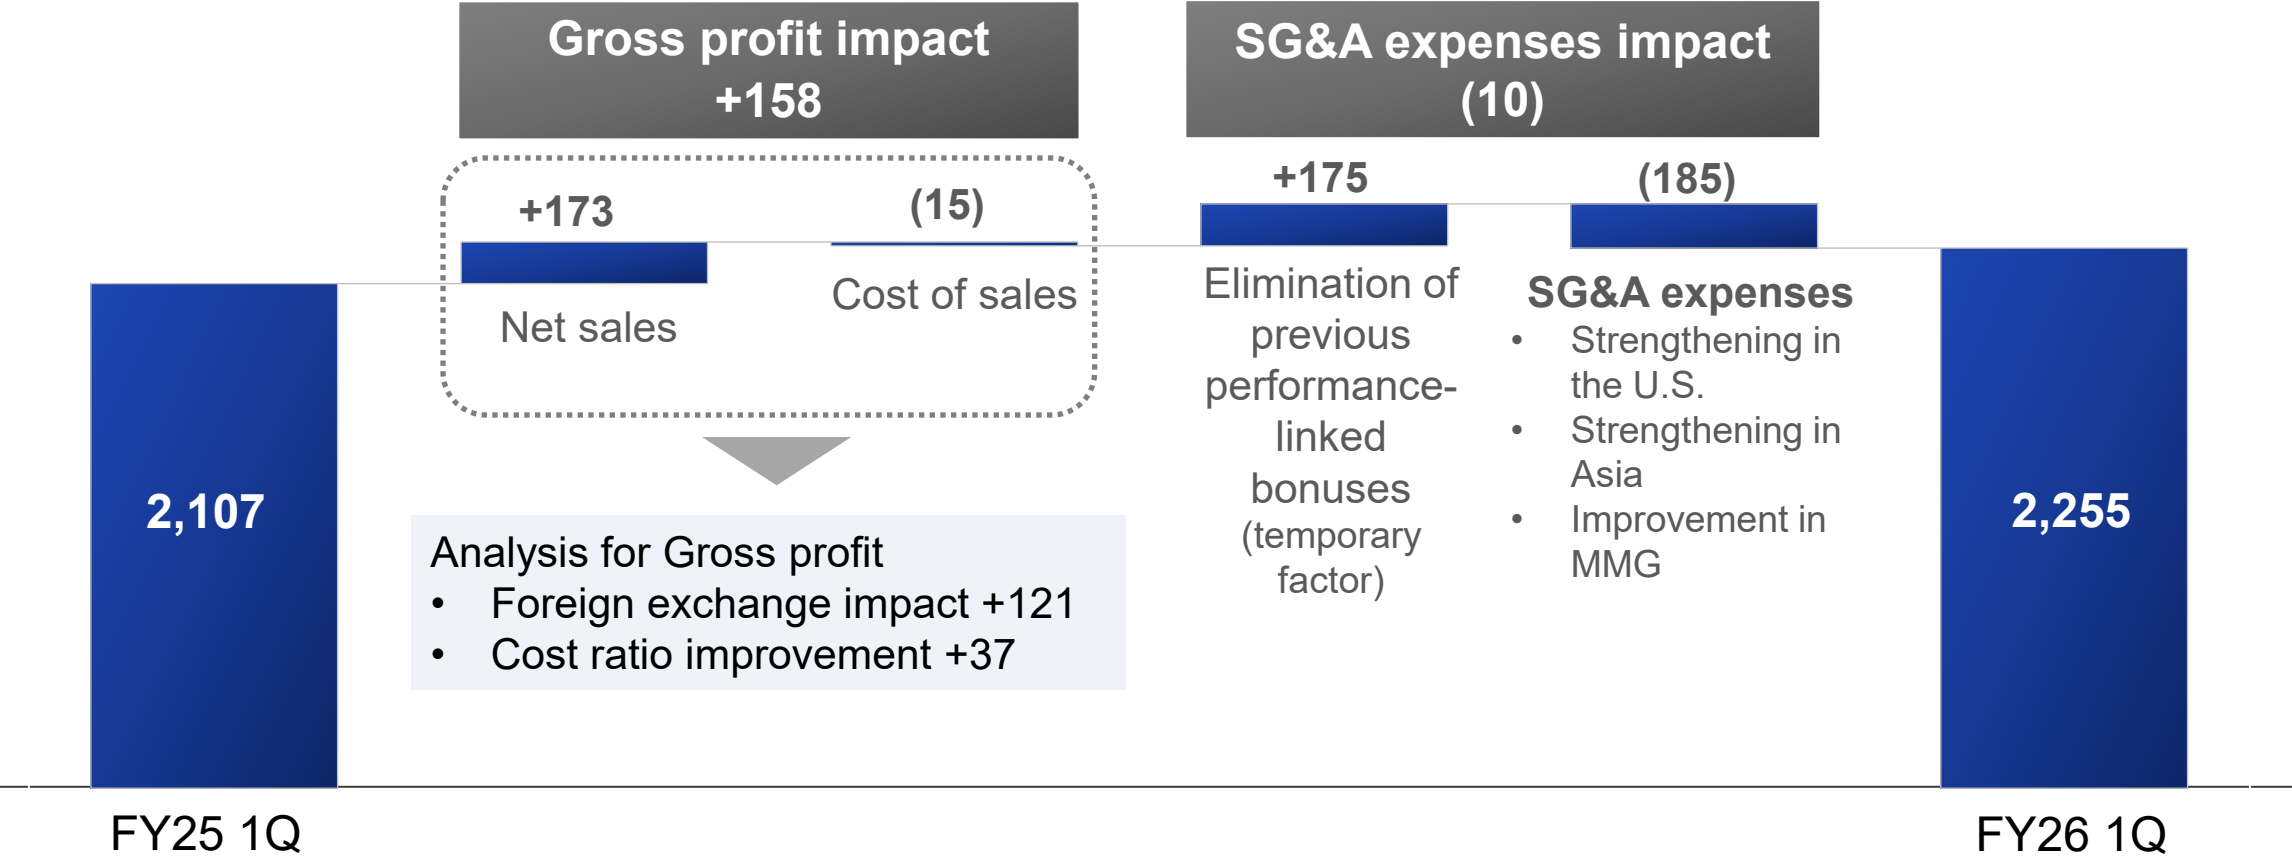 Gross profit impact
+158
SG&A expenses impact
(10)
+173
(15)
+175
(185)
Net sales
Cost of sales
Elimination of
previous
performance-
linked
bonuses
(temporary
factor)
SG&A expenses
• Strengthening in
the U.S.
• Strengthening in
Asia
• Improvement in
MMG
2,107
2,255
Analysis for Gross profit
• Foreign exchange impact +121
• Cost ratio improvement +37
FY25 1Q
FY26 1Q